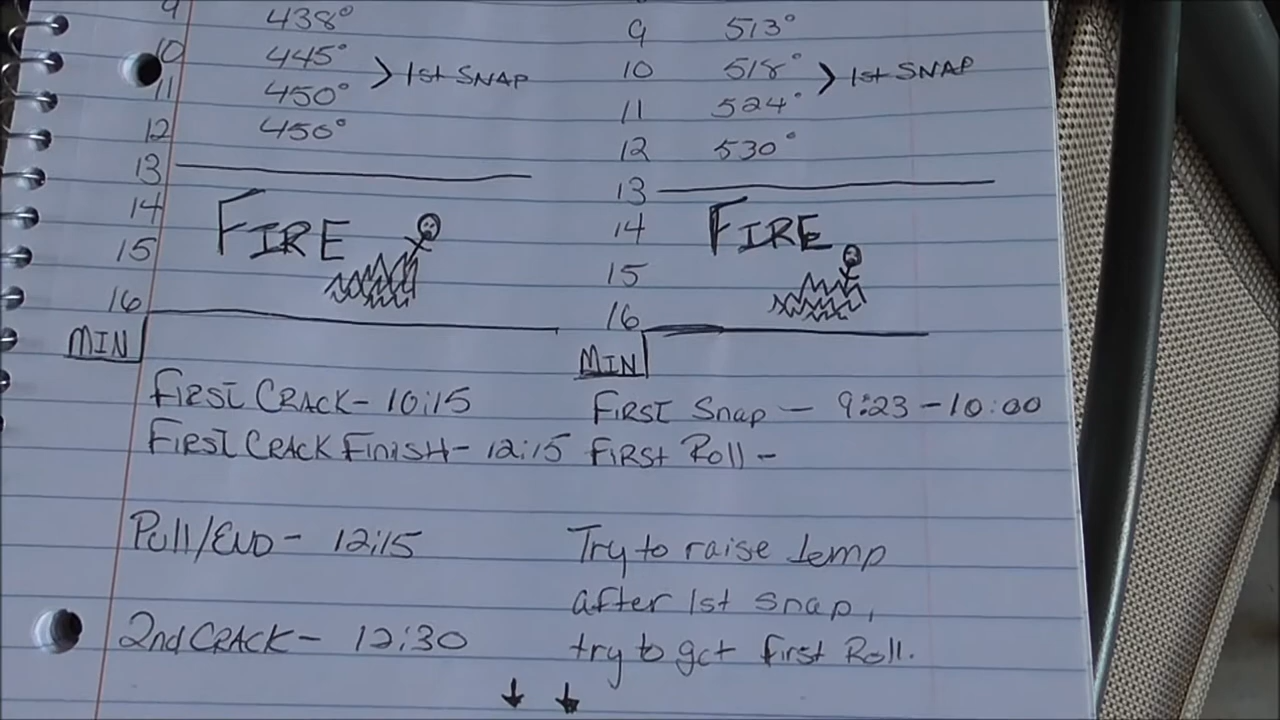 9 438°
10 445°
11 450° > 1st SNAP
12 456°
13
14 FIRE
15
16
MIN
FIRST CRACK - 10:15
FIRST CRACK FINISH - 12:15
Pull/END - 12:15
2nd CRACK - 12:30
9 513°
10 518° > 1st SNAP
11 524°
12 530°
13
14 FIRE
15
16
MIN
FIRST Snap - 9:23 - 10:00
FIRST Roll -
Try to raise temp
after 1st snap,
try to get first Roll.